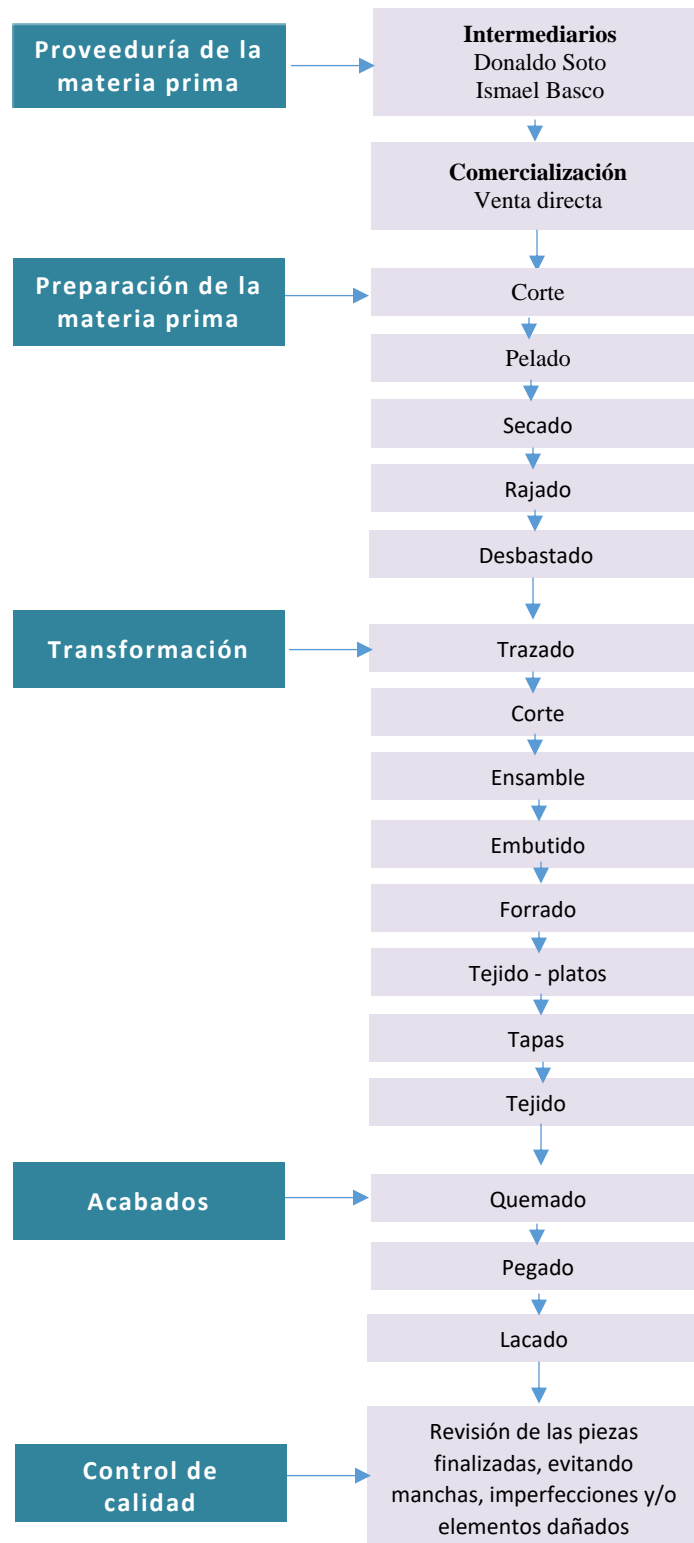 Proveeduría de la
materia prima
Intermediarios
Donaldo Soto
Ismael Basco
Comercialización
Venta directa
Preparación de la
materia prima
Corte
Pelado
Secado
Rajado
Desbastado
Transformación
Trazado
Corte
Ensamble
Embutido
Forrado
Tejido - platos
Tapas
Tejido
Acabados
Quemado
Pegado
Lacado
Control de
calidad
Revisión de las piezas
finalizadas, evitando
manchas, imperfecciones y/o
elementos dañados